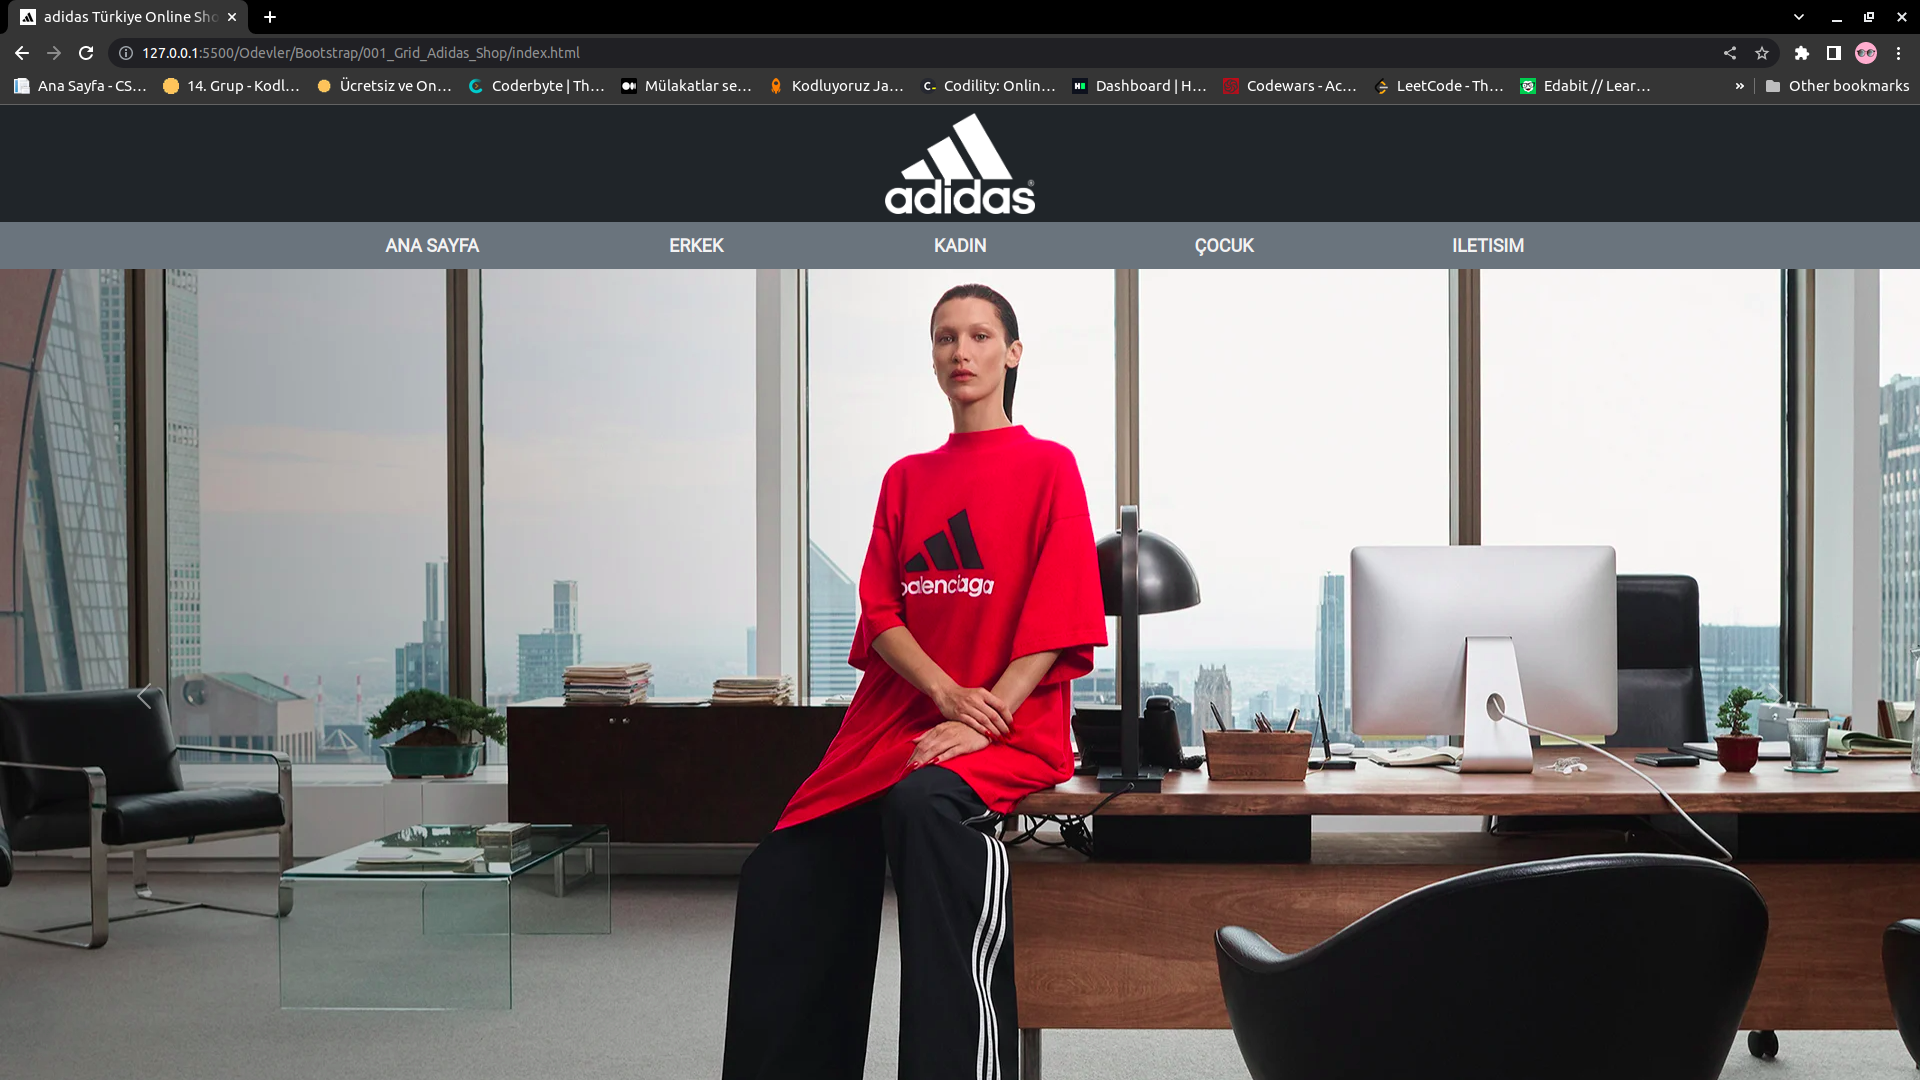 adidas Türkiye Online Sho
127.0.0.1:5500/Odevler/Bootstrap/001_Grid_Adidas_Shop/index.html
Ana Sayfa - CS... 14. Grup - Kodl... Ücretsiz ve On... Coderbyte | Th... Mülakatlar se... Kodluyoruz Ja... Codility: Onlin... Dashboard | H... Codewars - Ac... LeetCode - Th... Edabit // Lear... » Other bookmarks
adidas
ANA SAYFA ERKEK KADIN ÇOCUK ILETISIM
balenciaga